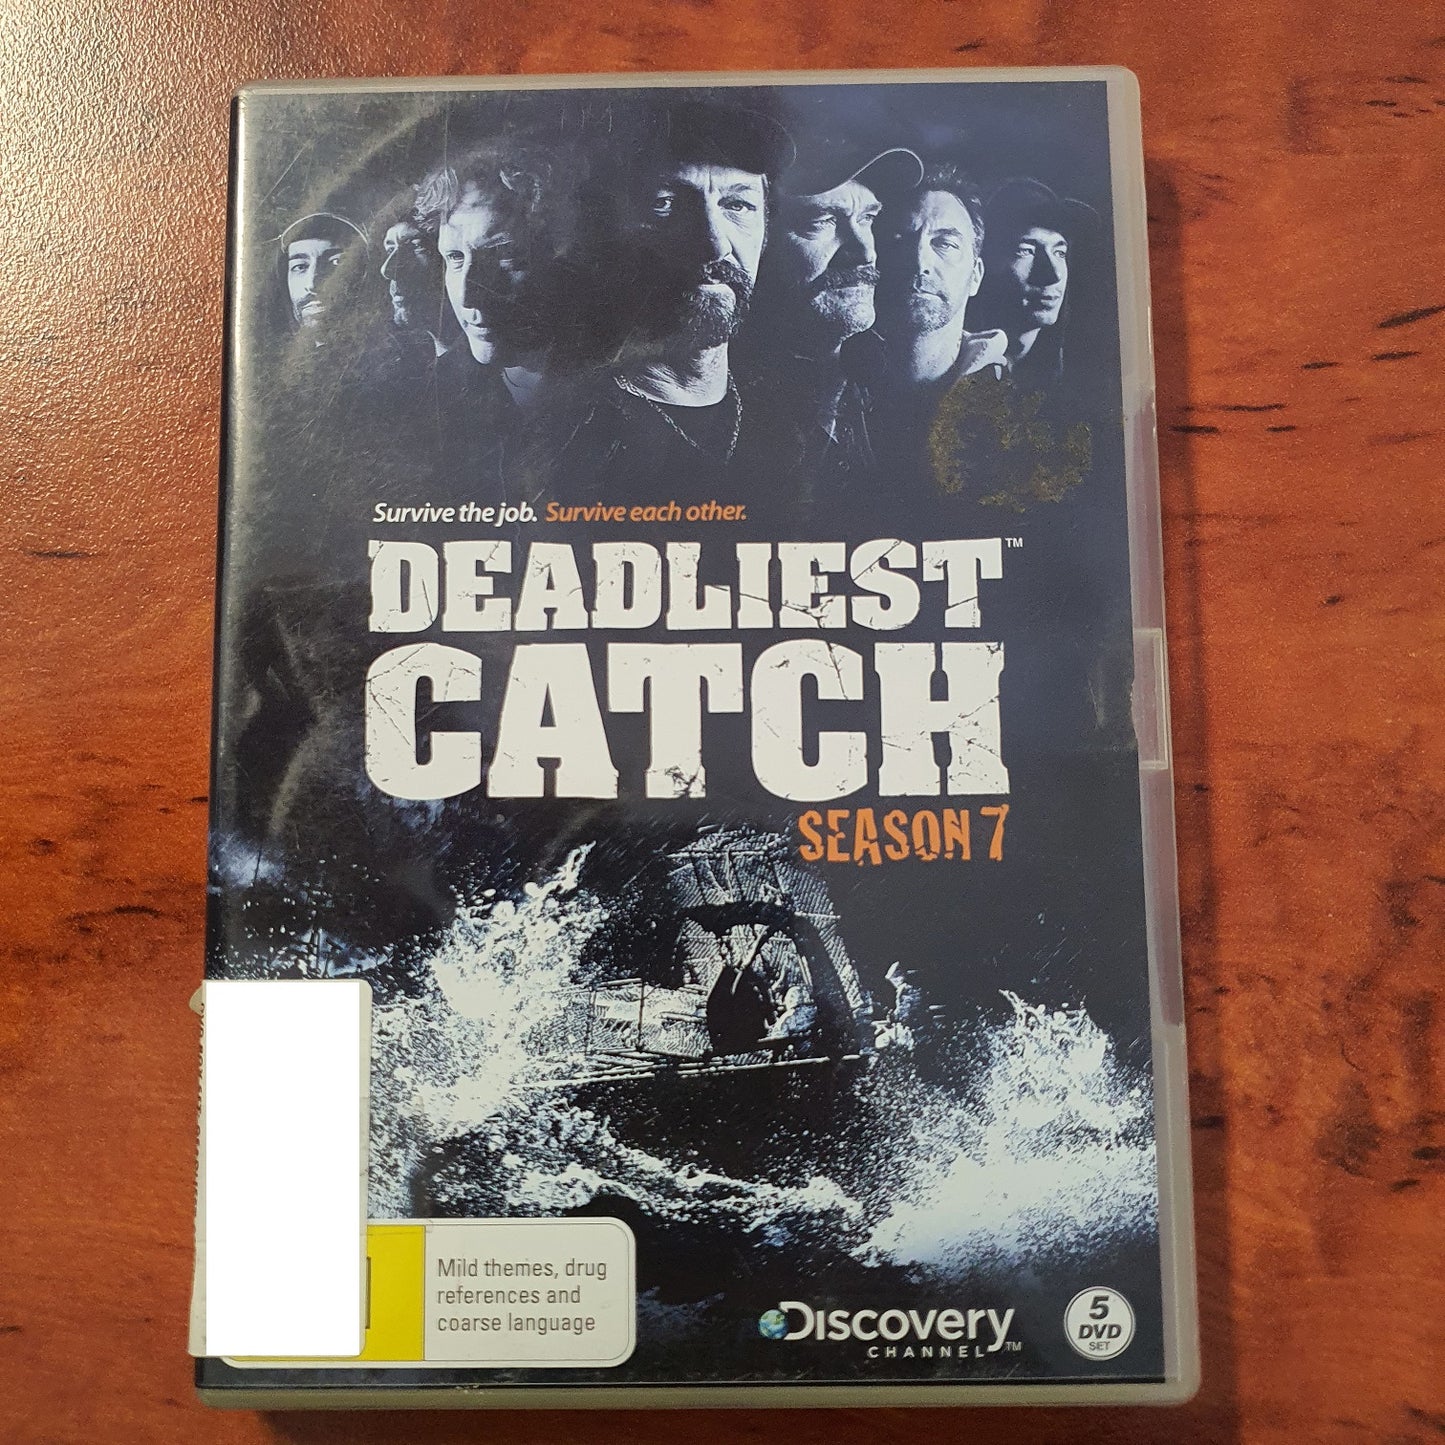 Survive the job. Survive each other.
DEADLIEST™
CATCH
SEASON 7
Mild themes, drug
references and
coarse language
Discovery
CHANNEL™
5
DVD
SET